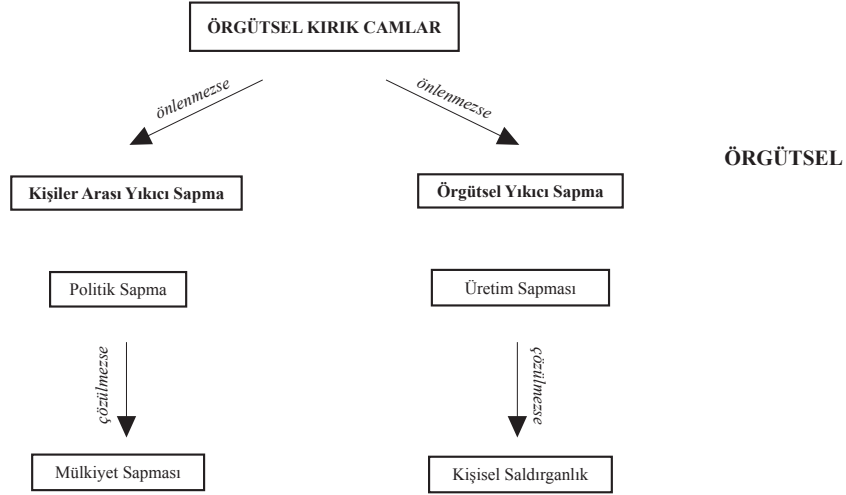 ÖRGÜTSEL KIRIK CAMLAR
önlenmezse
önlenmezse
ÖRGÜTSEL
Kişiler Arası Yıkıcı Sapma
Örgütsel Yıkıcı Sapma
Politik Sapma
Üretim Sapması
çözülmezse
çözülmezse
Mülkiyet Sapması
Kişisel Saldırganlık